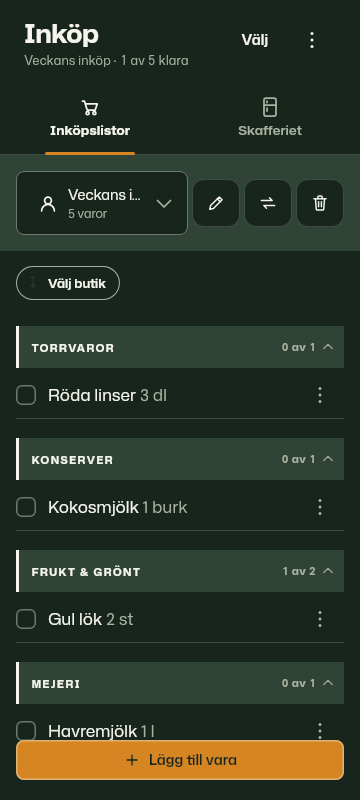 Inköp
Veckans inköp · 1 av 5 klara
Välj
Inköpslistor
Skafferiet
Veckans i...
5 varor
Välj butik
TORRVAROR
0 av 1
Röda linser 3 dl
KONSERVER
0 av 1
Kokosmjölk 1 burk
FRUKT & GRÖNT
1 av 2
Gul lök 2 st
MEJERI
0 av 1
Havremjölk 1 l
Lägg till vara